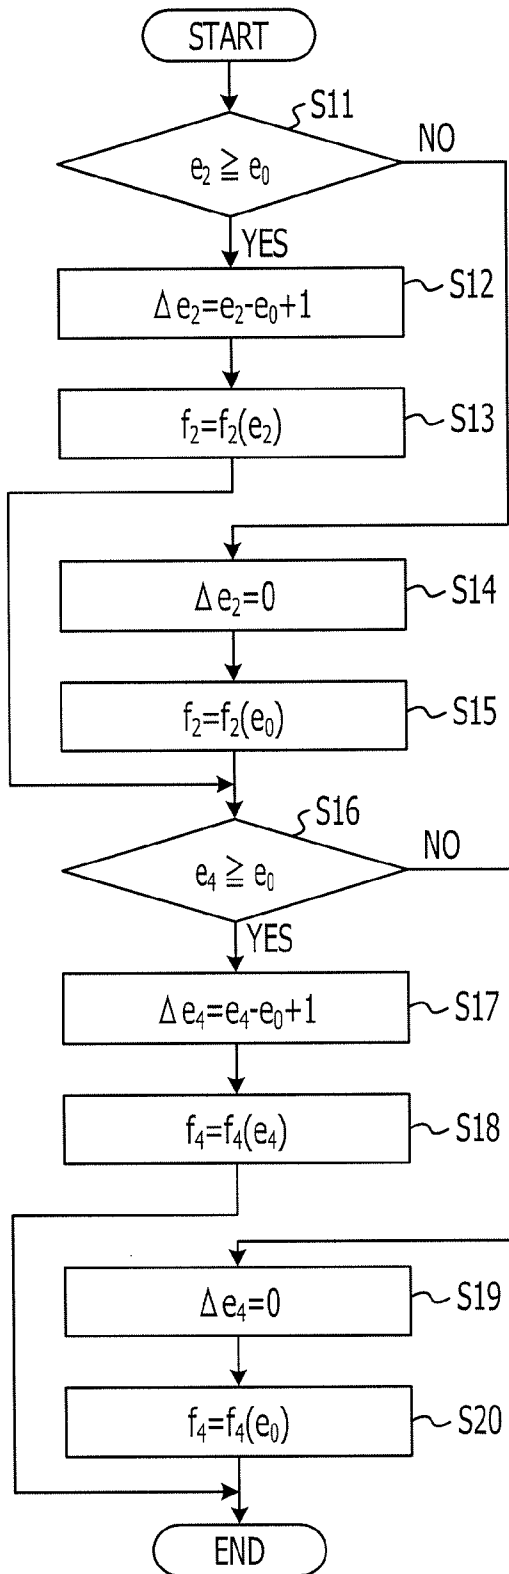 START
S11
e₂ ≧ e₀
NO
YES
Δe₂=e₂-e₀+1
S12
f₂=f₂(e₂)
S13
Δe₂=0
S14
f₂=f₂(e₀)
S15
S16
e₄ ≧ e₀
NO
YES
Δe₄=e₄-e₀+1
S17
f₄=f₄(e₄)
S18
Δe₄=0
S19
f₄=f₄(e₀)
S20
END